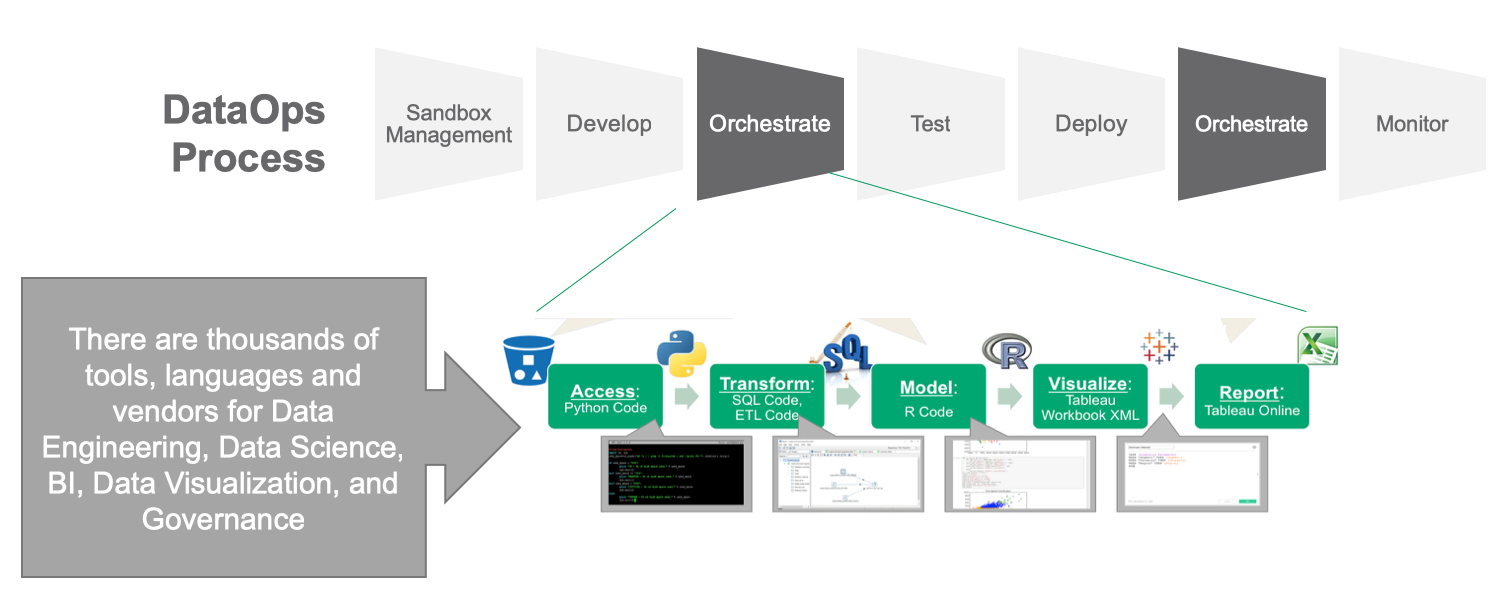 DataOps
Process
Sandbox
Management
Develop
Orchestrate
Test
Deploy
Orchestrate
Monitor
There are thousands of
tools, languages and
vendors for Data
Engineering, Data Science,
BI, Data Visualization, and
Governance
SQL
R
X
Access:
Python Code
Transform:
SQL Code,
ETL Code
Model:
R Code
Visualize:
Tableau
Workbook XML
Report:
Tableau Online